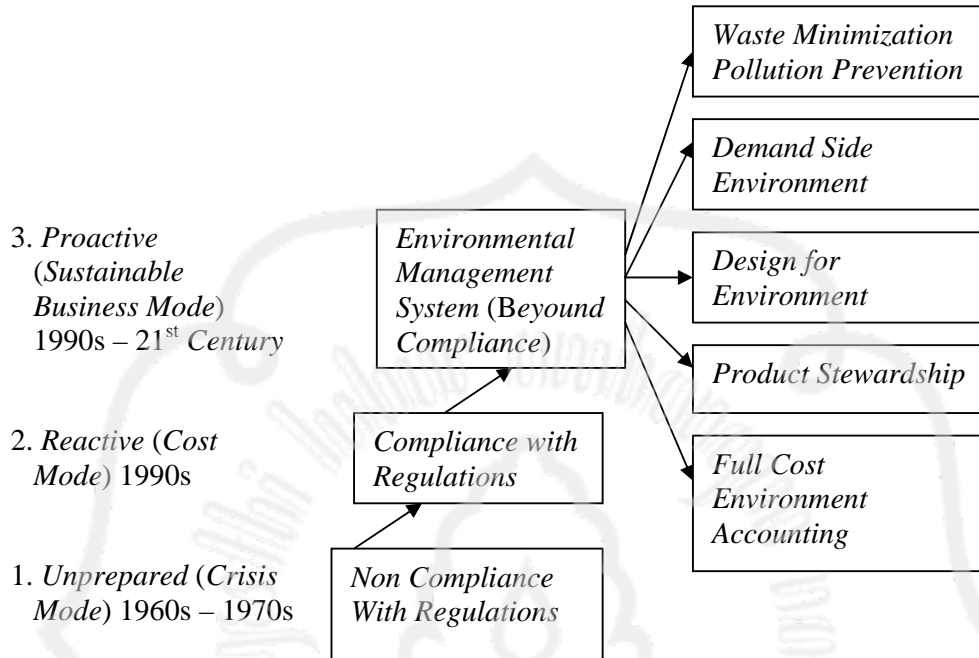 Waste Minimization
Pollution Prevention
Demand Side
Environment
3. Proactive
(Sustainable
Business Mode)
1990s – 21st Century
Environmental
Management
System (Beyound
Compliance)
Design for
Environment
Product Stewardship
2. Reactive (Cost
Mode) 1990s
Compliance with
Regulations
Full Cost
Environment
Accounting
1. Unprepared (Crisis
Mode) 1960s – 1970s
Non Compliance
With Regulations